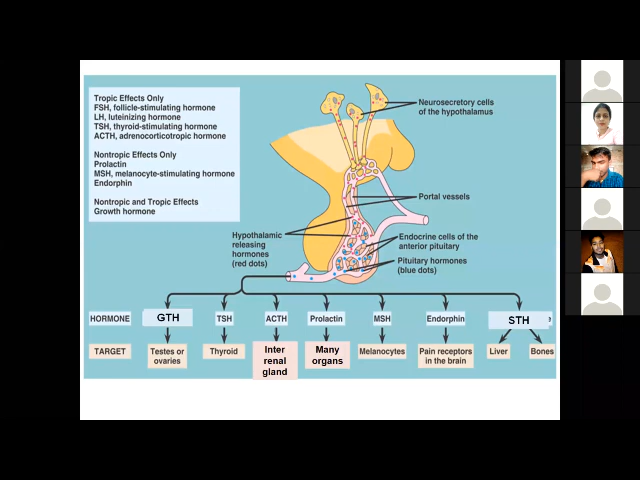 Tropic Effects Only
FSH, follicle-stimulating hormone
LH, luteinizing hormone
TSH, thyroid-stimulating hormone
ACTH, adrenocorticotropic hormone
Nontropic Effects Only
Prolactin
MSH, melanocyte-stimulating hormone
Endorphin
Nontropic and Tropic Effects
Growth hormone
Neurosecretory cells
of the hypothalamus
Portal vessels
Hypothalamic
releasing
hormones
(red dots)
Endocrine cells of the
anterior pituitary
Pituitary hormones
(blue dots)
HORMONE GTH TSH ACTH Prolactin MSH Endorphin STH
TARGET Testes or Thyroid Inter Many Melanocytes Pain receptors Liver Bones
ovaries renal organs in the brain
gland